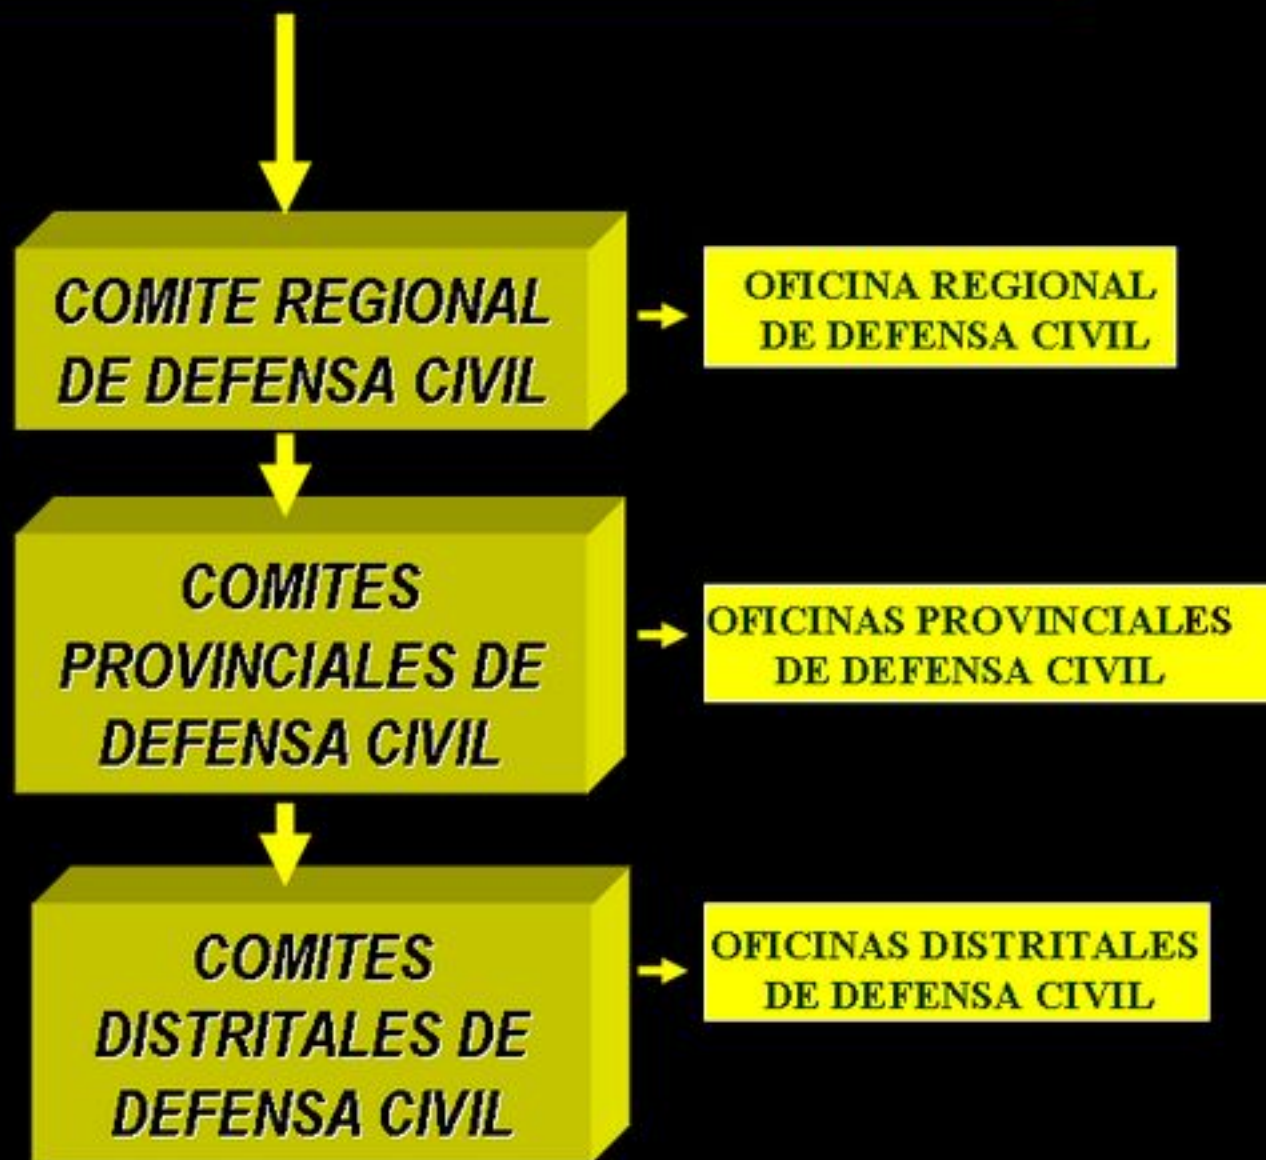 COMITE REGIONAL
DE DEFENSA CIVIL
OFICINA REGIONAL
DE DEFENSA CIVIL
COMITES
PROVINCIALES DE
DEFENSA CIVIL
OFICINAS PROVINCIALES
DE DEFENSA CIVIL
COMITES
DISTRITALES DE
DEFENSA CIVIL
OFICINAS DISTRITALES
DE DEFENSA CIVIL